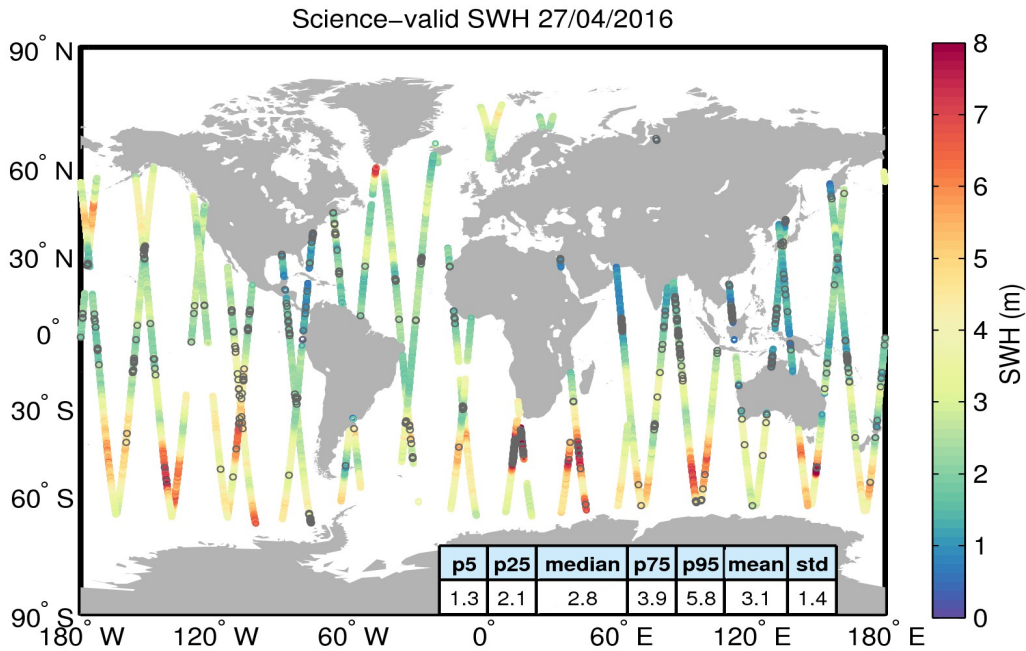 Science−valid SWH 27/04/2016
90° N
60° N
30° N
0°
30° S
60° S
90° S
180° W
120° W
60° W
0°
60° E
120° E
180° E
p5 p25 median p75 p95 mean std
1.3 2.1 2.8 3.9 5.8 3.1 1.4
8
7
6
5
4
3
2
1
0
SWH (m)